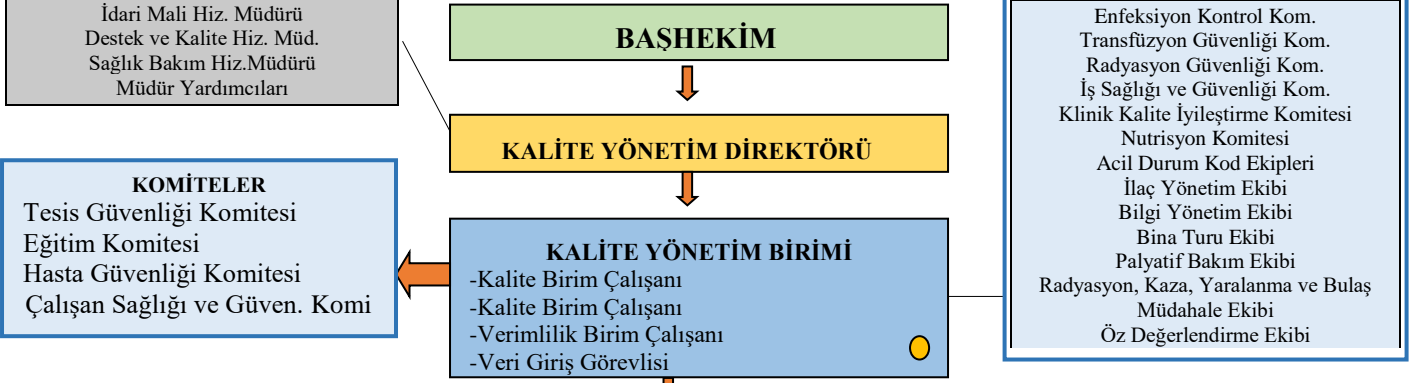 İdari Mali Hiz. Müdürü
Destek ve Kalite Hiz. Müd.
Sağlık Bakım Hiz.Müdürü
Müdür Yardımcıları
BAŞHEKİM
KALİTE YÖNETİM DİREKTÖRÜ
KOMİTELER
Tesis Güvenliği Komitesi
Eğitim Komitesi
Hasta Güvenliği Komitesi
Çalışan Sağlığı ve Güven. Komi
KALİTE YÖNETİM BİRİMİ
-Kalite Birim Çalışanı
-Kalite Birim Çalışanı
-Verimlilik Birim Çalışanı
-Veri Giriş Görevlisi
Enfeksiyon Kontrol Kom.
Transfüzyon Güvenliği Kom.
Radyasyon Güvenliği Kom.
İş Sağlığı ve Güvenliği Kom.
Klinik Kalite İyileştirme Komitesi
Nutrisyon Komitesi
Acil Durum Kod Ekipleri
İlaç Yönetim Ekibi
Bilgi Yönetim Ekibi
Bina Turu Ekibi
Palyatif Bakım Ekibi
Radyasyon, Kaza, Yaralanma ve Bulaş
Müdahale Ekibi
Öz Değerlendirme Ekibi